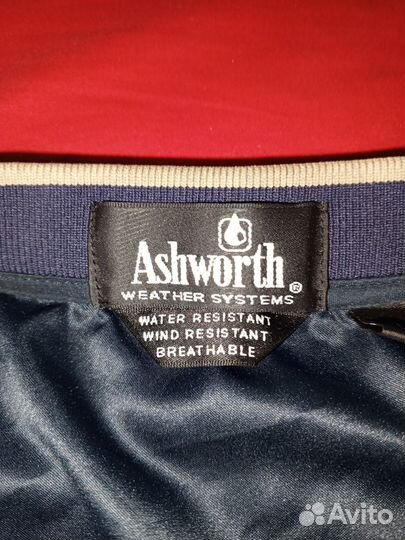 Ashworth®
WEATHER SYSTEMS
WATER RESISTANT
WIND RESISTANT
BREATHABLE
Avito